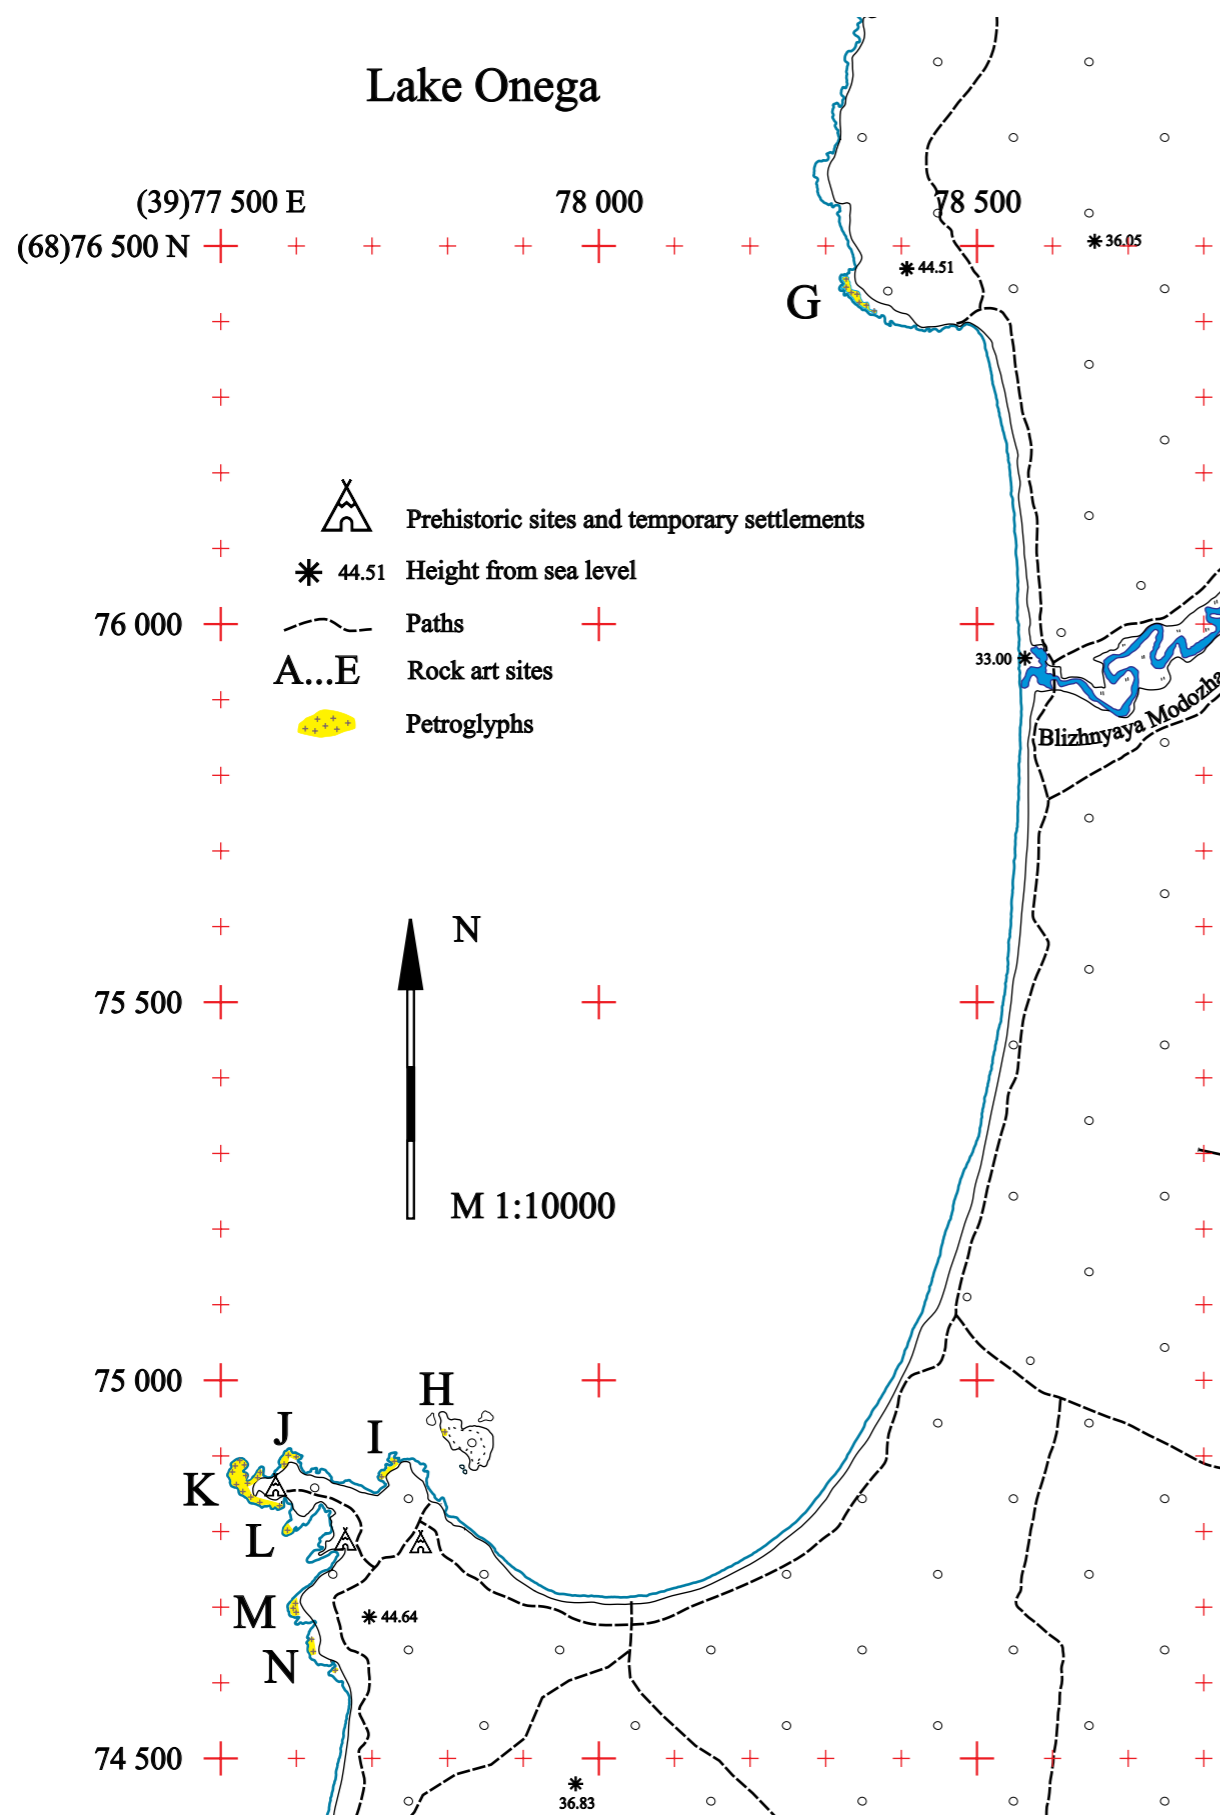 Lake Onega
(39)77 500 E
78 000
78 500
(68)76 500 N
36.05
44.51
G
Prehistoric sites and temporary settlements
44.51 Height from sea level
Paths
A...E Rock art sites
Petroglyphs
76 000
33.00
Blizhnyaya Modozha
N
75 500
M 1:10000
75 000
H
J
I
K
L
M
44.64
N
74 500
36.83